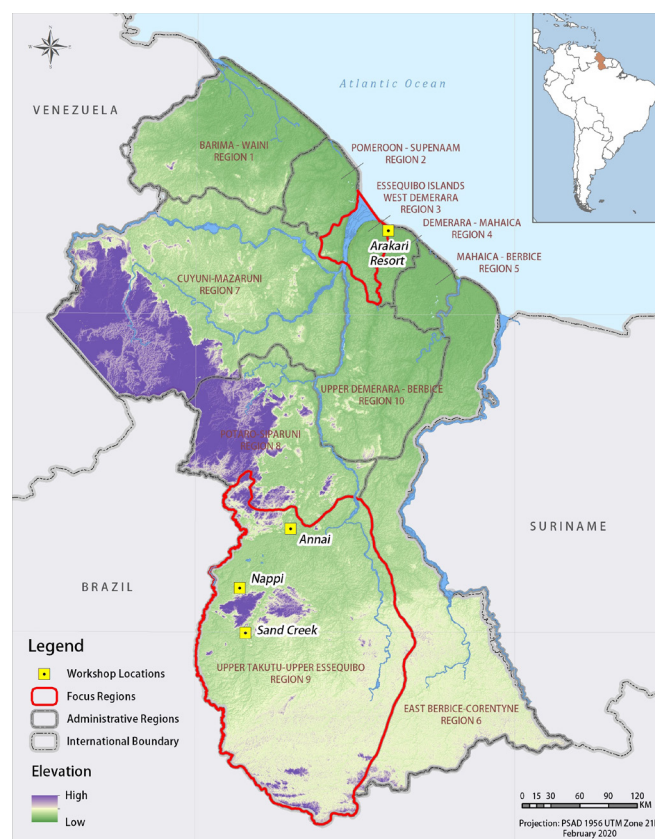 Atlantic Ocean
VENEZUELA
BARIMA - WAINI
REGION 1
POMEROON - SUPENAAM
REGION 2
ESSEQUIBO ISLANDS
WEST DEMERARA
REGION 3
DEMERARA - MAHAICA
REGION 4
Arakari
Resort
MAHAICA - BERBICE
REGION 5
CUYUNI-MAZARUNI
REGION 7
UPPER DEMERARA - BERBICE
REGION 10
POTARO-SIPARUNI
REGION 8
SURINAME
Annai
BRAZIL
Nappi
Sand Creek
UPPER TAKUTU-UPPER ESSEQUIBO
REGION 9
EAST BERBICE-CORENTYNE
REGION 6
Legend
Workshop Locations
Focus Regions
Administrative Regions
International Boundary
Elevation
High
Low
0 15 30 60 90 120
KM
Projection: PSAD 1956 UTM Zone 21
February 2020